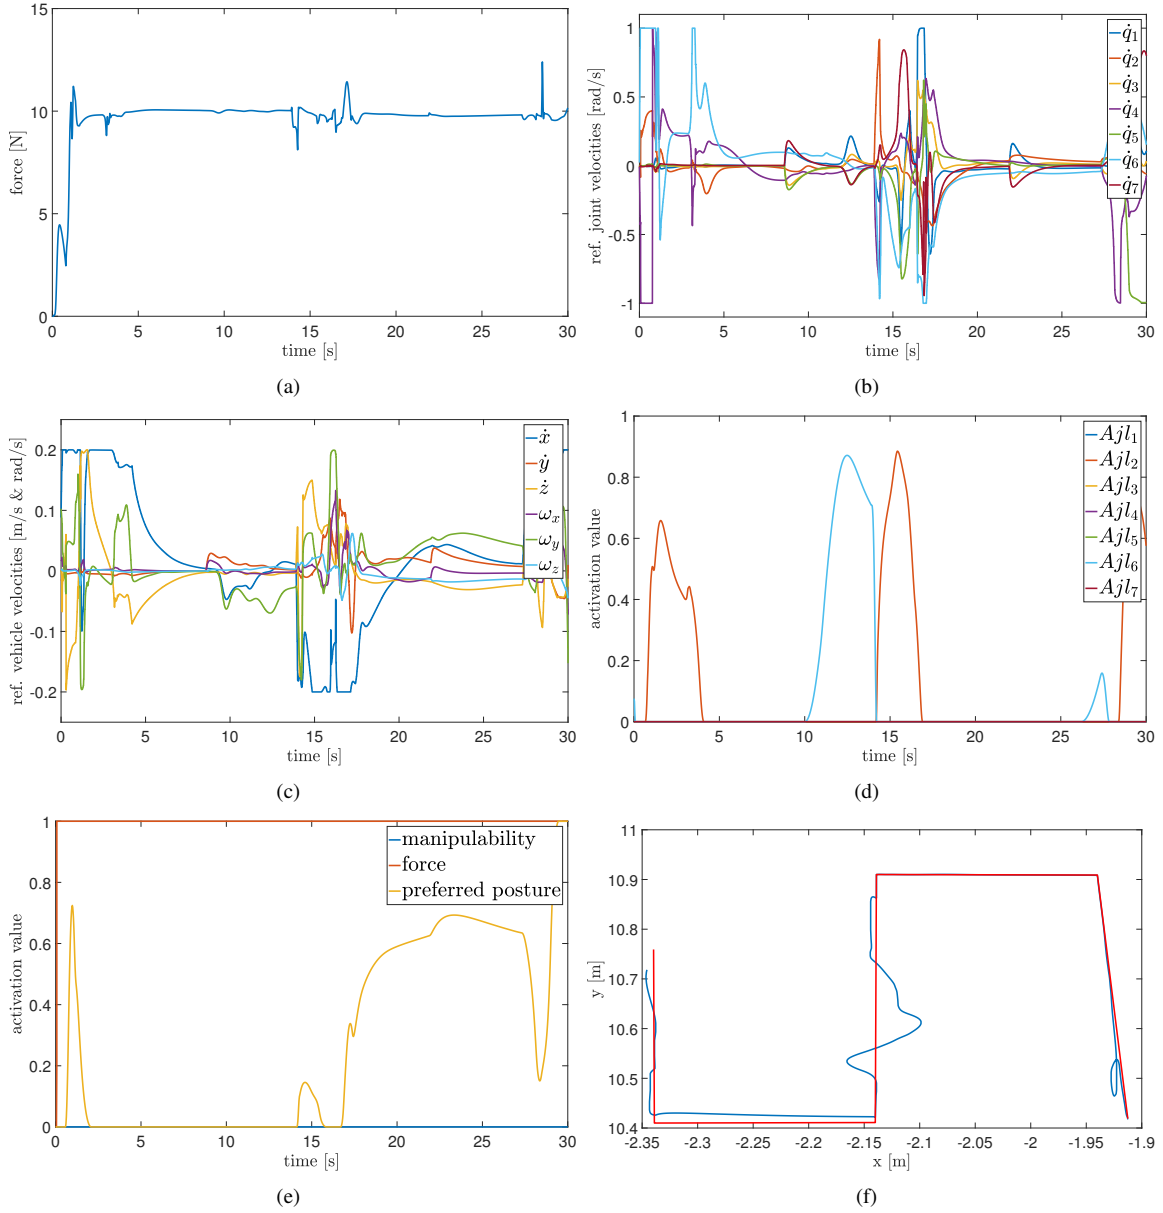 15
10
5
0
force [N]
0 5 10 15 20 25 30
time [s]
(a)
1
0.5
0
-0.5
-1
ref. joint velocities [rad/s]
q̇1
q̇2
q̇3
q̇4
q̇5
q̇6
q̇7
0 5 10 15 20 25 30
time [s]
(b)
0.2
0.1
0
-0.1
-0.2
ref. vehicle velocities [m/s & rad/s]
ẋ
ẏ
ż
ωx
ωy
ωz
0 5 10 15 20 25 30
time [s]
(c)
1
0.8
0.6
0.4
0.2
0
activation value
Ajl1
Ajl2
Ajl3
Ajl4
Ajl5
Ajl6
Ajl7
0 5 10 15 20 25 30
time [s]
(d)
1
0.8
0.6
0.4
0.2
0
activation value
manipulability
force
preferred posture
0 5 10 15 20 25 30
time [s]
(e)
11
10.9
10.8
10.7
10.6
10.5
10.4
y [m]
-2.35 -2.3 -2.25 -2.2 -2.15 -2.1 -2.05 -2 -1.95 -1.9
x [m]
(f)